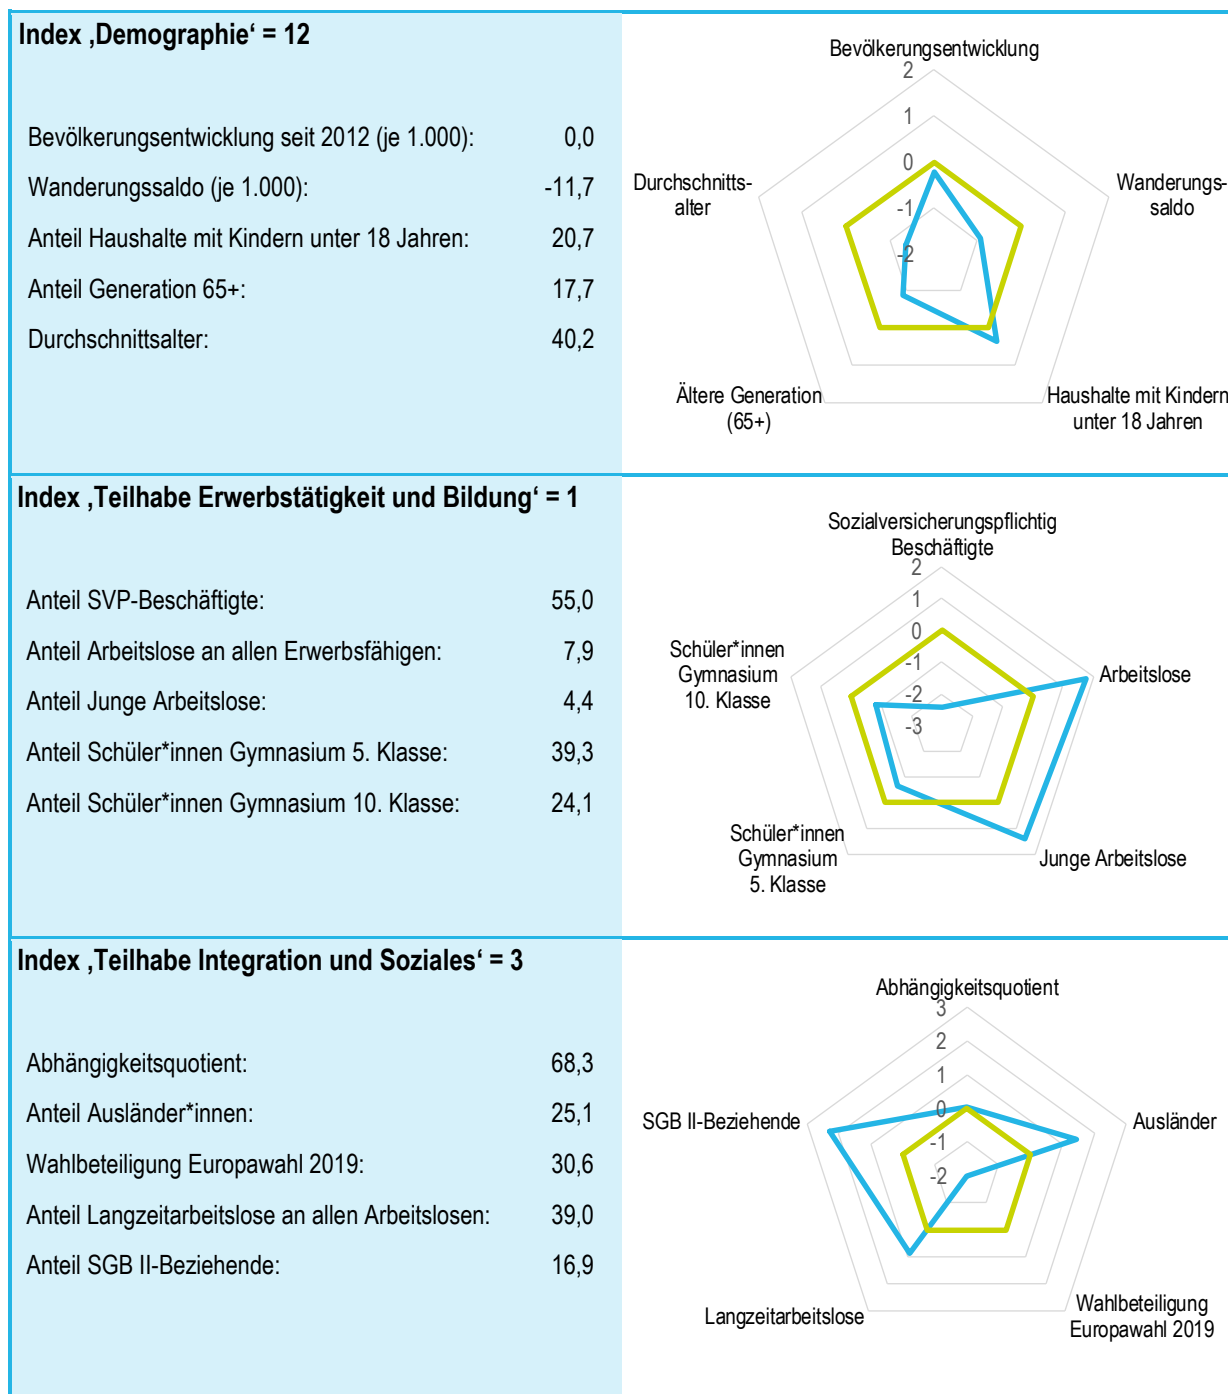 Index ‚Demographie‘ = 12
Bevölkerungsentwicklung seit 2012 (je 1.000): 0,0
Wanderungssaldo (je 1.000): -11,7
Anteil Haushalte mit Kindern unter 18 Jahren: 20,7
Anteil Generation 65+: 17,7
Durchschnittsalter: 40,2
Bevölkerungsentwicklung
2
1
0
-1
-2
Wanderungs-
saldo
Haushalte mit Kindern
unter 18 Jahren
Ältere Generation
(65+)
Durchschnitts-
alter
Index ‚Teilhabe Erwerbstätigkeit und Bildung‘ = 1
Anteil SVP-Beschäftigte: 55,0
Anteil Arbeitslose an allen Erwerbsfähigen: 7,9
Anteil Junge Arbeitslose: 4,4
Anteil Schüler*innen Gymnasium 5. Klasse: 39,3
Anteil Schüler*innen Gymnasium 10. Klasse: 24,1
Sozialversicherungspflichtig
Beschäftigte
2
1
0
-1
-2
-3
Arbeitslose
Junge Arbeitslose
Schüler*innen
Gymnasium
5. Klasse
Schüler*innen
Gymnasium
10. Klasse
Index ‚Teilhabe Integration und Soziales‘ = 3
Abhängigkeitsquotient: 68,3
Anteil Ausländer*innen: 25,1
Wahlbeteiligung Europawahl 2019: 30,6
Anteil Langzeitarbeitslose an allen Arbeitslosen: 39,0
Anteil SGB II-Beziehende: 16,9
Abhängigkeitsquotient
3
2
1
0
-1
-2
Ausländer
Wahlbeteiligung
Europawahl 2019
Langzeitarbeitslose
SGB II-Beziehende